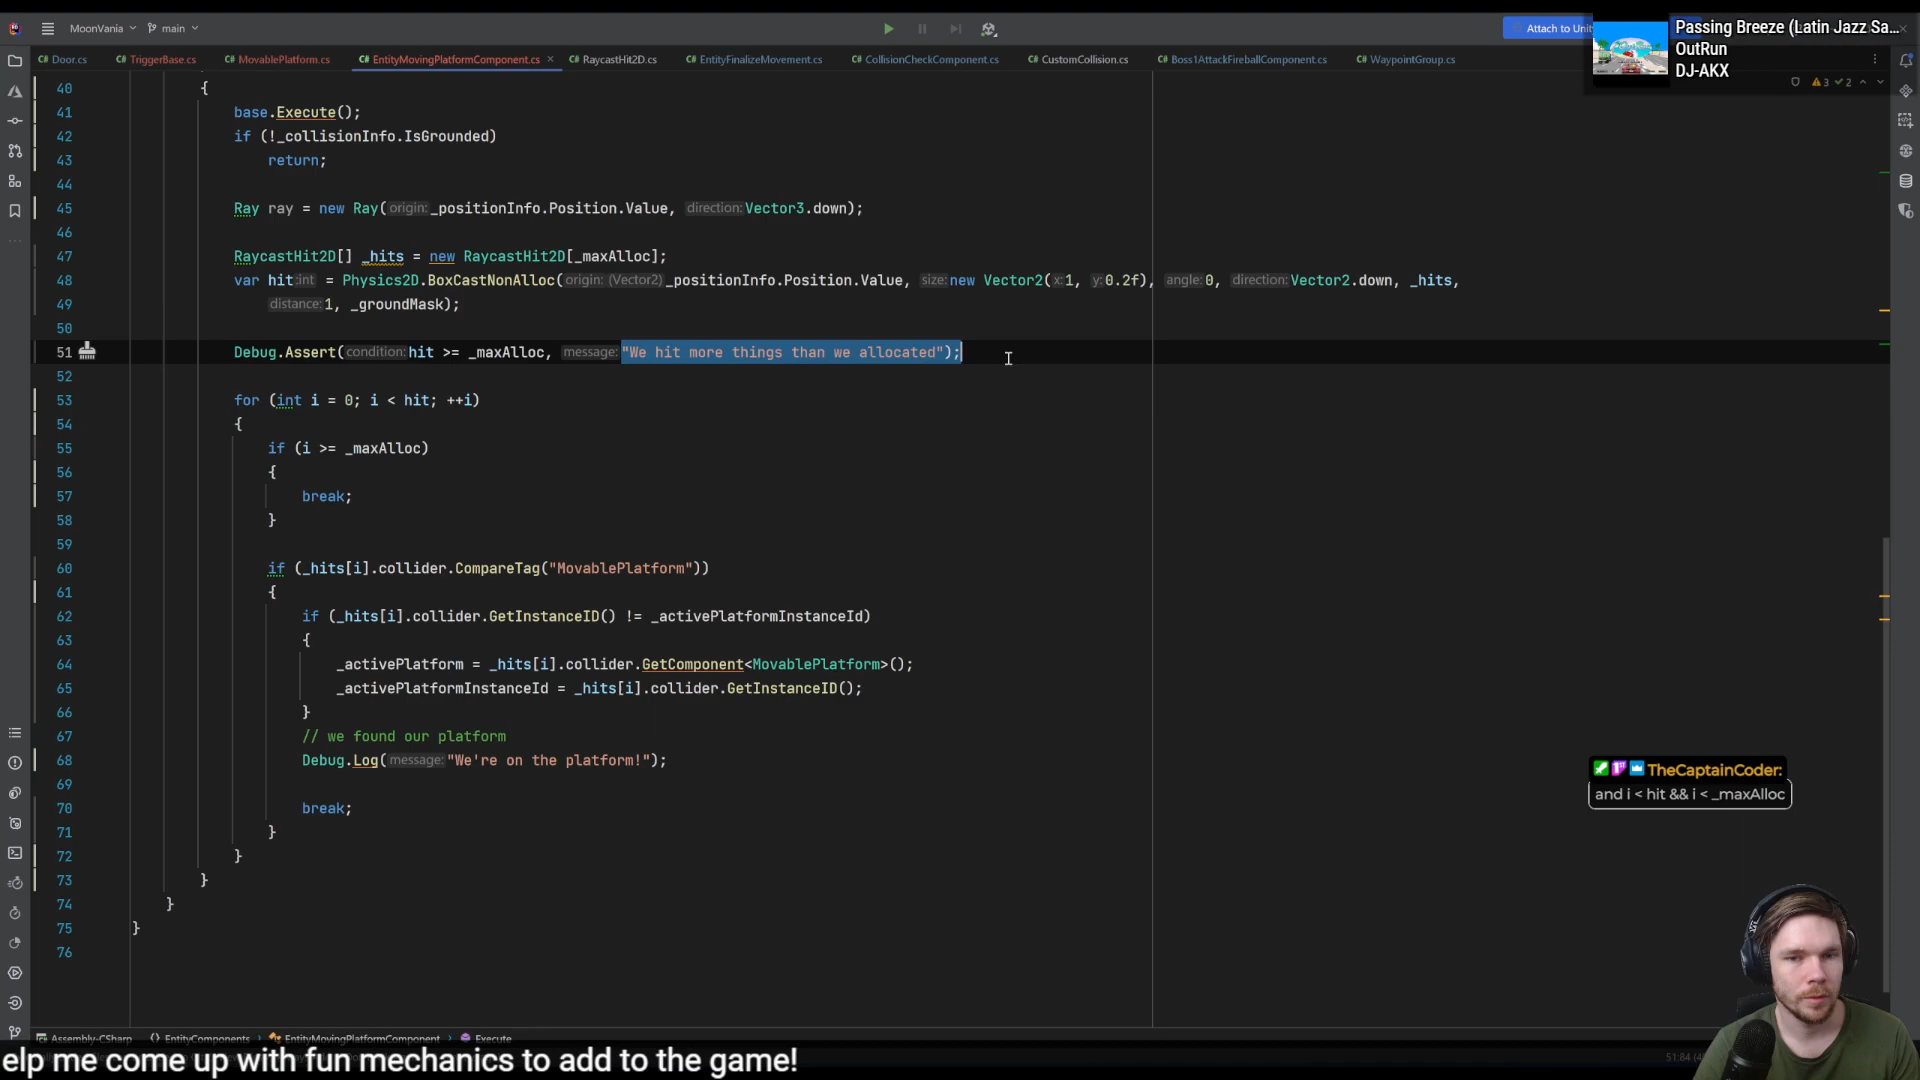 MoonVania
main
Attach to Unit
Passing Breeze (Latin Jazz Sa...
OutRun
DJ-AKX
Door.cs
TriggerBase.cs
MovablePlatform.cs
EntityMovingPlatformComponent.cs
RaycastHit2D.cs
EntityFinalizeMovement.cs
CollisionCheckComponent.cs
CustomCollision.cs
Boss1AttackFireballComponent.cs
WaypointGroup.cs
3 2
40 {
41 base.Execute();
42 if (!_collisionInfo.IsGrounded)
43 return;
44
45 Ray ray = new Ray(origin:_positionInfo.Position.Value, direction:Vector3.down);
46
47 RaycastHit2D[] _hits = new RaycastHit2D[_maxAlloc];
48 var hit:int = Physics2D.BoxCastNonAlloc(origin:(Vector2)_positionInfo.Position.Value, size:new Vector2(x:1, y:0.2f), angle:0, direction:Vector2.down, _hits,
49 distance:1, _groundMask);
50
51 Debug.Assert(condition:hit >= _maxAlloc, message:"We hit more things than we allocated");
52
53 for (int i = 0; i < hit; ++i)
54 {
55 if (i >= _maxAlloc)
56 {
57 break;
58 }
59
60 if (_hits[i].collider.CompareTag("MovablePlatform"))
61 {
62 if (_hits[i].collider.GetInstanceID() != _activePlatformInstanceId)
63 {
64 _activePlatform = _hits[i].collider.GetComponent<MovablePlatform>();
65 _activePlatformInstanceId = _hits[i].collider.GetInstanceID();
66 }
67 // we found our platform
68 Debug.Log(message:"We're on the platform!");
69
70 break;
71 }
72 }
73 }
74 }
75 }
76
TheCaptainCoder:
and i < hit && i < _maxAlloc
Assembly-CSharp
EntityComponents
EntityMovingPlatformComponent
Execute
elp me come up with fun mechanics to add to the game!